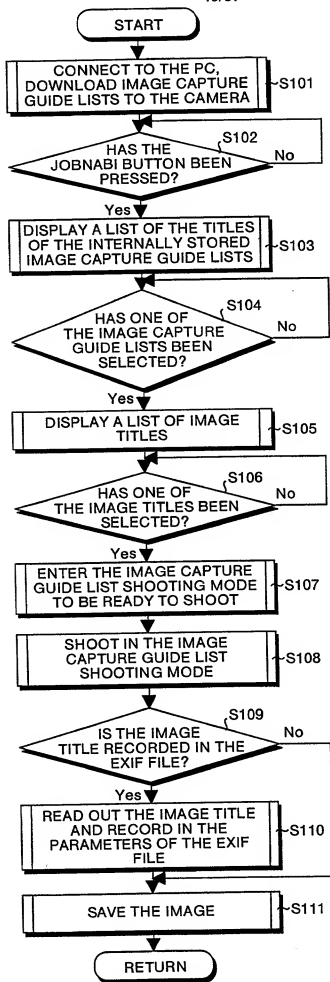 START
CONNECT TO THE PC,
DOWNLOAD IMAGE CAPTURE
GUIDE LISTS TO THE CAMERA
S101
S102
HAS THE
JOBNABI BUTTON BEEN
PRESSED?
No
Yes
DISPLAY A LIST OF THE TITLES
OF THE INTERNALLY STORED
IMAGE CAPTURE GUIDE LISTS
S103
S104
HAS ONE OF
THE IMAGE CAPTURE
GUIDE LISTS BEEN
SELECTED?
No
Yes
DISPLAY A LIST OF IMAGE
TITLES
S105
S106
HAS ONE OF
THE IMAGE TITLES BEEN
SELECTED?
No
Yes
ENTER THE IMAGE CAPTURE
GUIDE LIST SHOOTING MODE
TO BE READY TO SHOOT
S107
SHOOT IN THE IMAGE
CAPTURE GUIDE LIST
SHOOTING MODE
S108
S109
IS THE IMAGE
TITLE RECORDED IN THE
EXIF FILE?
No
Yes
READ OUT THE IMAGE TITLE
AND RECORD IN THE
PARAMETERS OF THE EXIF
FILE
S110
SAVE THE IMAGE
S111
RETURN